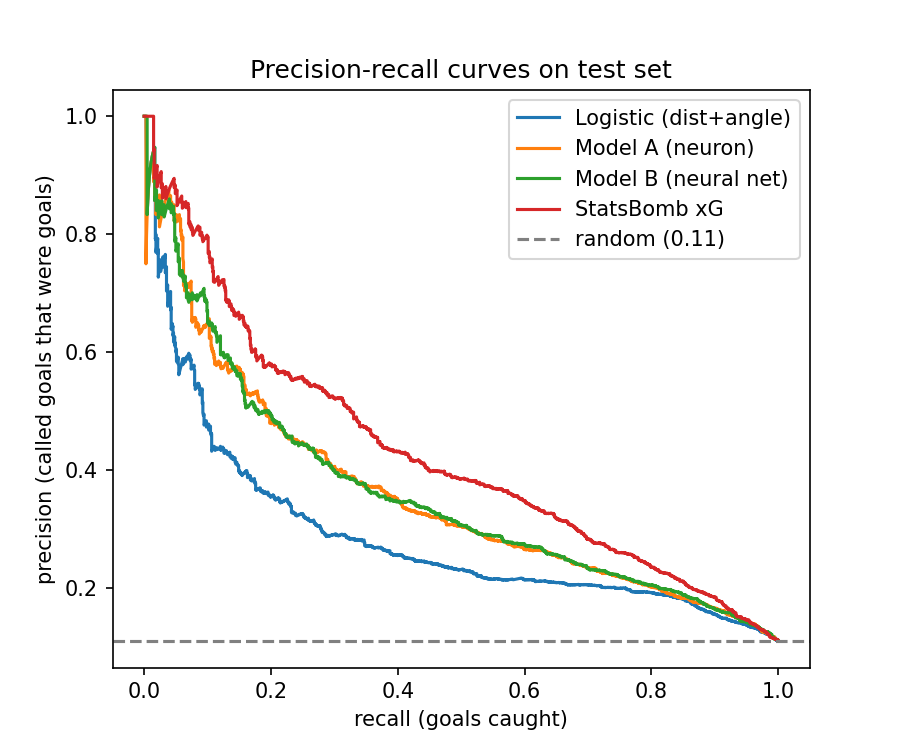 Precision-recall curves on test set
precision (called goals that were goals)
1.0
0.8
0.6
0.4
0.2
Logistic (dist+angle)
Model A (neuron)
Model B (neural net)
StatsBomb xG
random (0.11)
0.0 0.2 0.4 0.6 0.8 1.0
recall (goals caught)